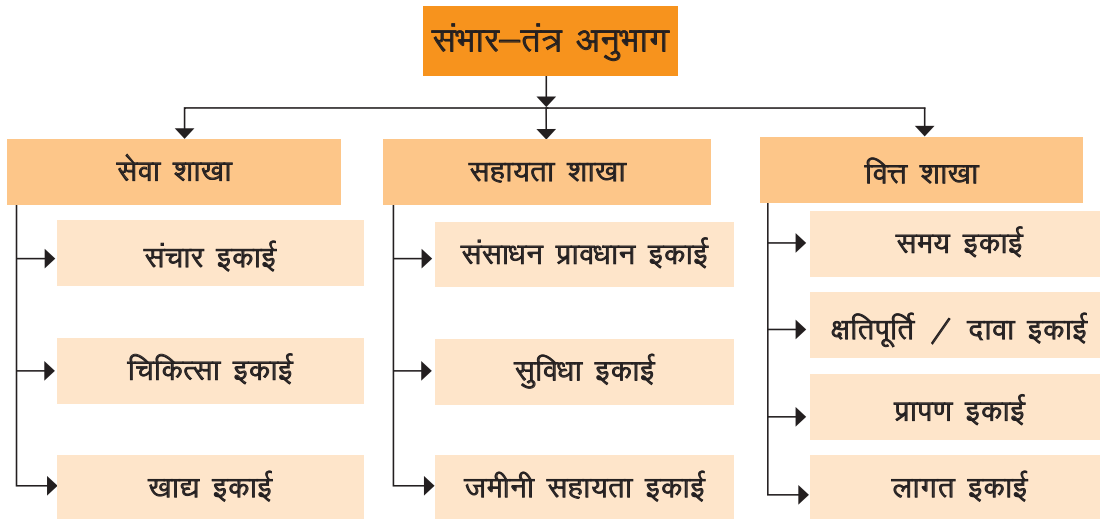 संभार–तंत्र अनुभाग
सेवा शाखा
संचार इकाई
चिकित्सा इकाई
खाद्य इकाई
सहायता शाखा
संसाधन प्रावधान इकाई
सुविधा इकाई
जमीनी सहायता इकाई
वित्त शाखा
समय इकाई
क्षतिपूर्ति / दावा इकाई
प्रापण इकाई
लागत इकाई